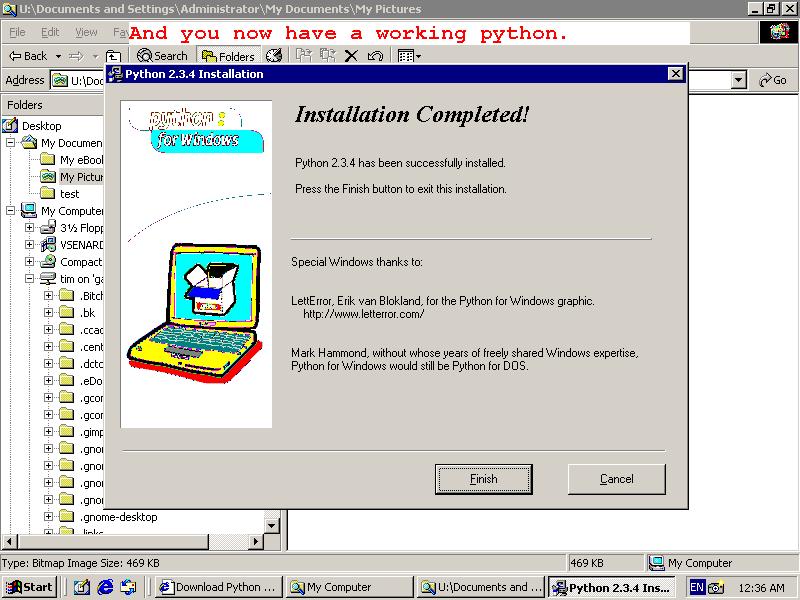 U:\Documents and Settings\Administrator\My Documents\My Pictures
File Edit View
And you now have a working python.
Back Search Folders
Address U:\Doc Go
Python 2.3.4 Installation
Folders
Desktop
My Documen
My eBool
My Pictur
test
My Computer
3½ Flopp
VSENARD
Compact
tim on 'ga
.Bitch
.bk
.ccac
.cent
.dctc
.eDo
.gcon
.gcon
.gimp
.gno
.gno
.gno
.gno
.gnome-desktop
.links
python
for Windows
Installation Completed!
Python 2.3.4 has been successfully installed.
Press the Finish button to exit this installation.
Special Windows thanks to:
LettError, Erik van Blokland, for the Python for Windows graphic.
http://www.letterror.com/
Mark Hammond, without whose years of freely shared Windows expertise,
Python for Windows would still be Python for DOS.
Finish Cancel
Type: Bitmap Image Size: 469 KB 469 KB My Computer
Start Download Python ... My Computer U:\Documents and ... Python 2.3.4 Ins... EN 12:36 AM